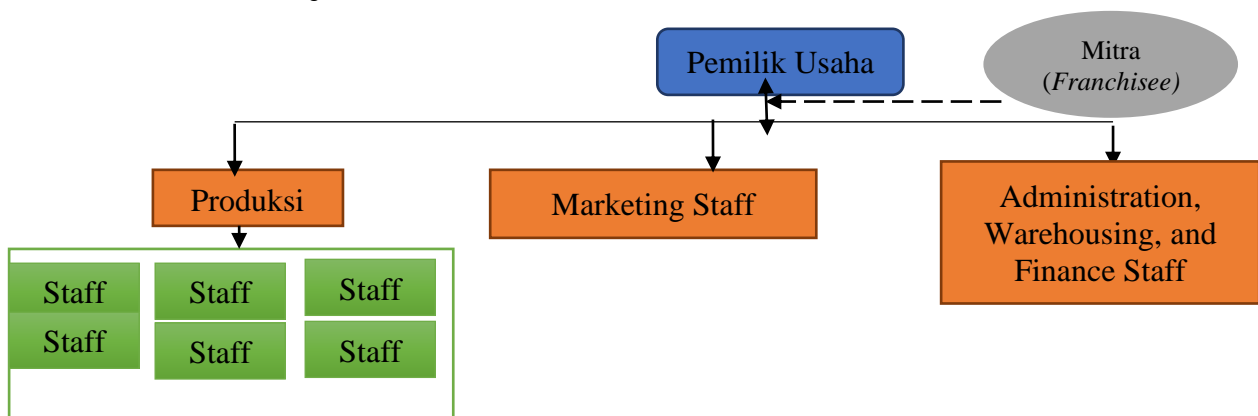 Pemilik Usaha
Mitra
(Franchisee)
Produksi
Marketing Staff
Administration,
Warehousing, and
Finance Staff
Staff
Staff
Staff
Staff
Staff
Staff